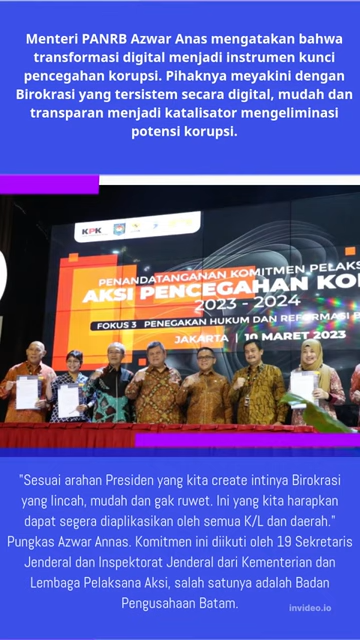 Menteri PANRB Azwar Anas mengatakan bahwa
transformasi digital menjadi instrumen kunci
pencegahan korupsi. Pihaknya meyakini dengan
Birokrasi yang tersistem secara digital, mudah dan
transparan menjadi katalisator mengeliminasi
potensi korupsi.
KPK
PENANDATANGANAN KOMITMEN PELAKS
AKSI PENCEGAHAN KO
2023 - 2024
FOKUS 3 PENEGAKAN HUKUM DAN REFORMASI B
JAKARTA | 10 MARET 2023
"Sesuai arahan Presiden yang kita create intinya Birokrasi
yang lincah, mudah dan gak ruwet. Ini yang kita harapkan
dapat segera diaplikasikan oleh semua K/L dan daerah."
Pungkas Azwar Annas. Komitmen ini diikuti oleh 19 Sekretaris
Jenderal dan Inspektorat Jenderal dari Kementerian dan
Lembaga Pelaksana Aksi, salah satunya adalah Badan
Pengusahaan Batam.
invideo.io